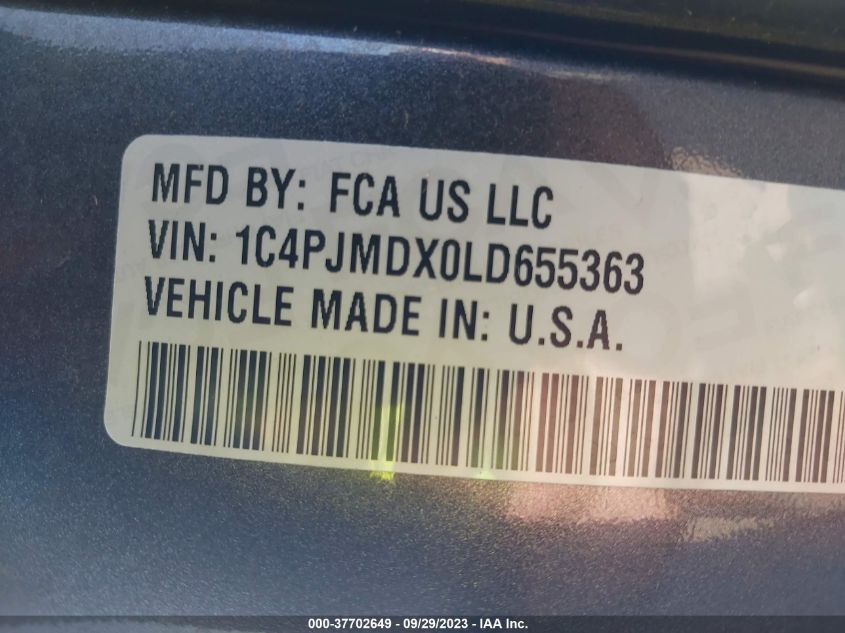 MFD BY: FCA US LLC
VIN: 1C4PJMDX0LD655363
VEHICLE MADE IN: U.S.A.
000-37702649 - 09/29/2023 - IAA Inc.